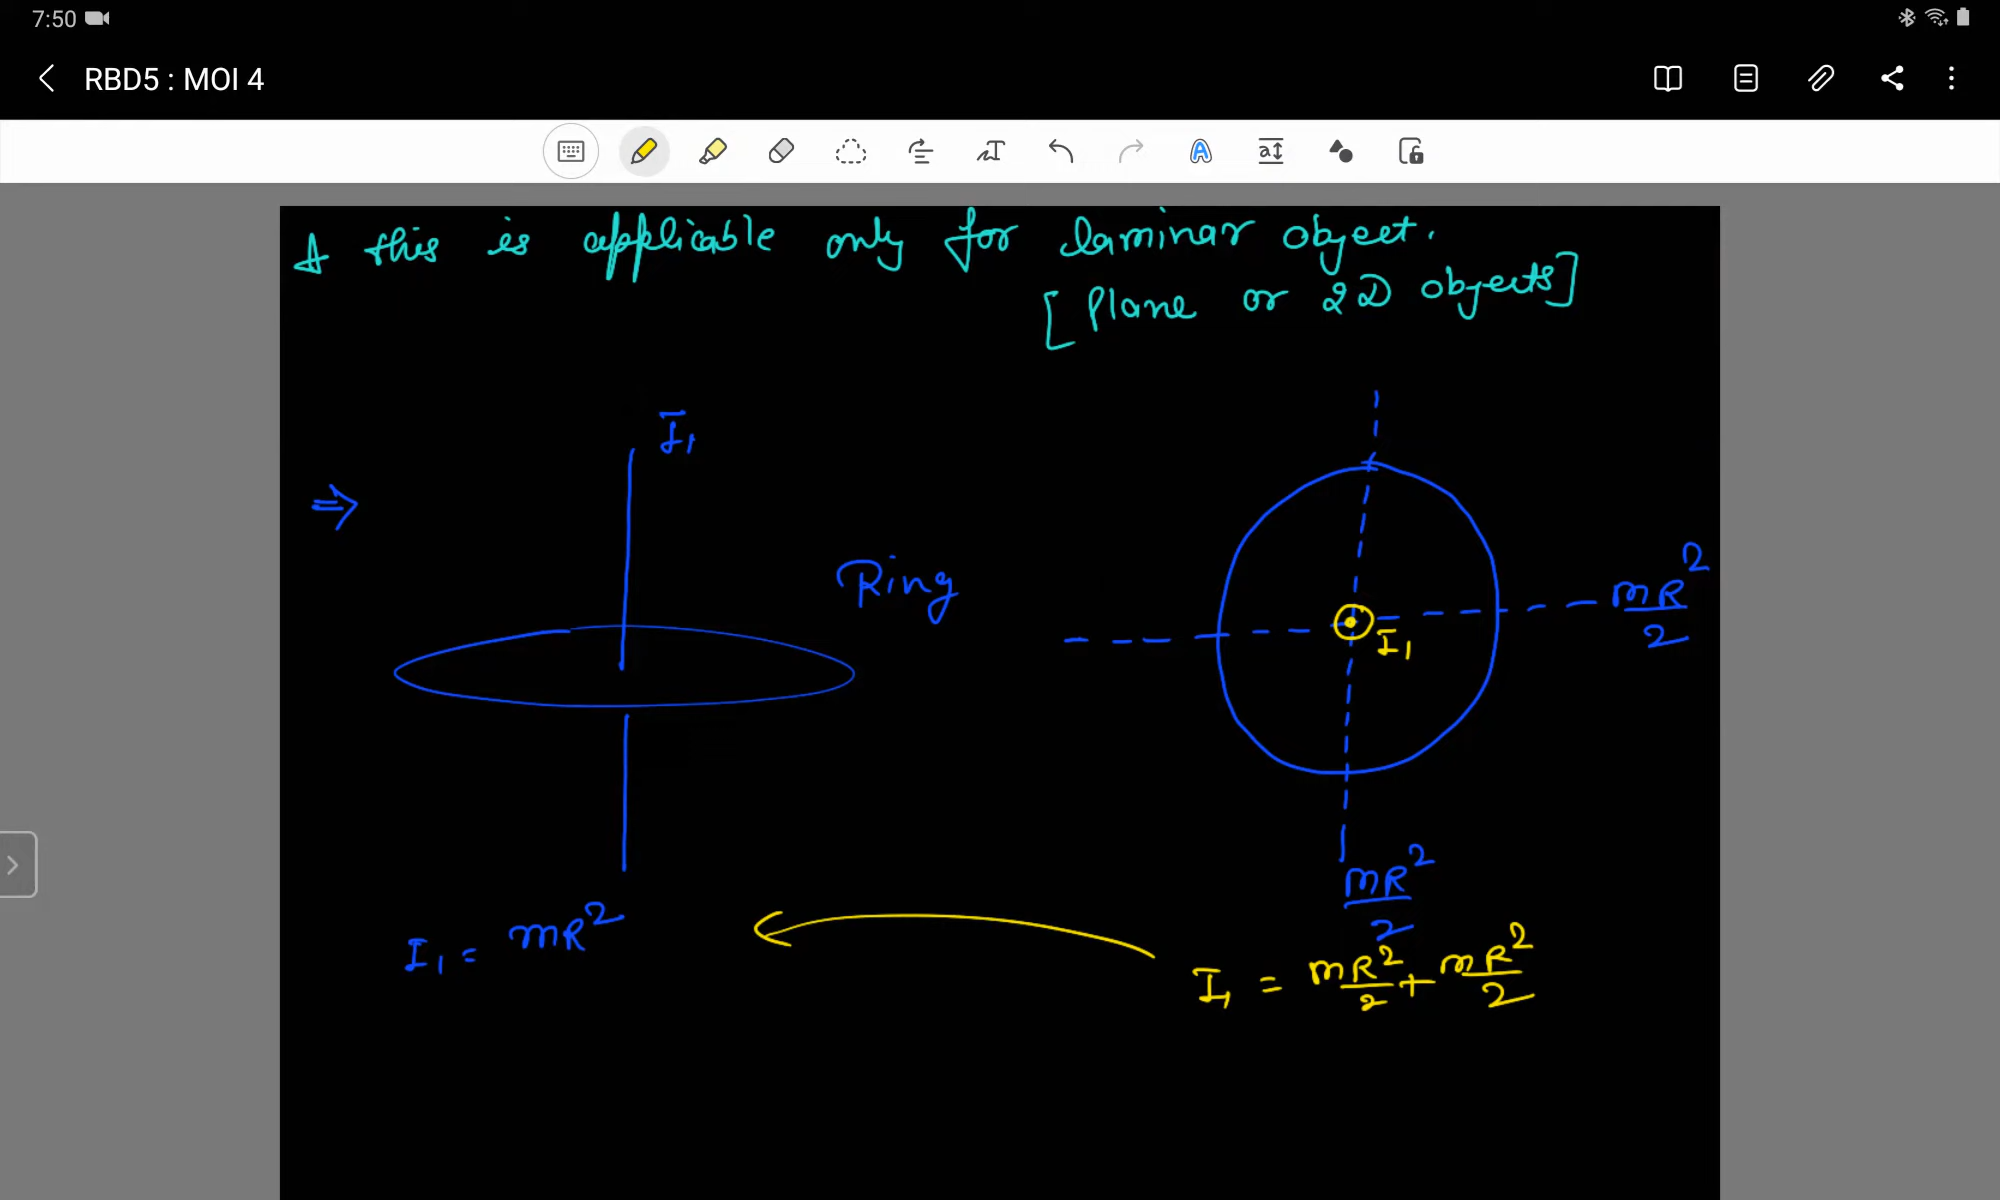 7:50
RBD5 : MOI 4
this is applicable only for laminar object.
[Plane or 2D objects]
I₁
Ring
mR²/2
I₁
mR²/2
I₁ = mR²
I₁ = mR²/2 + mR²/2